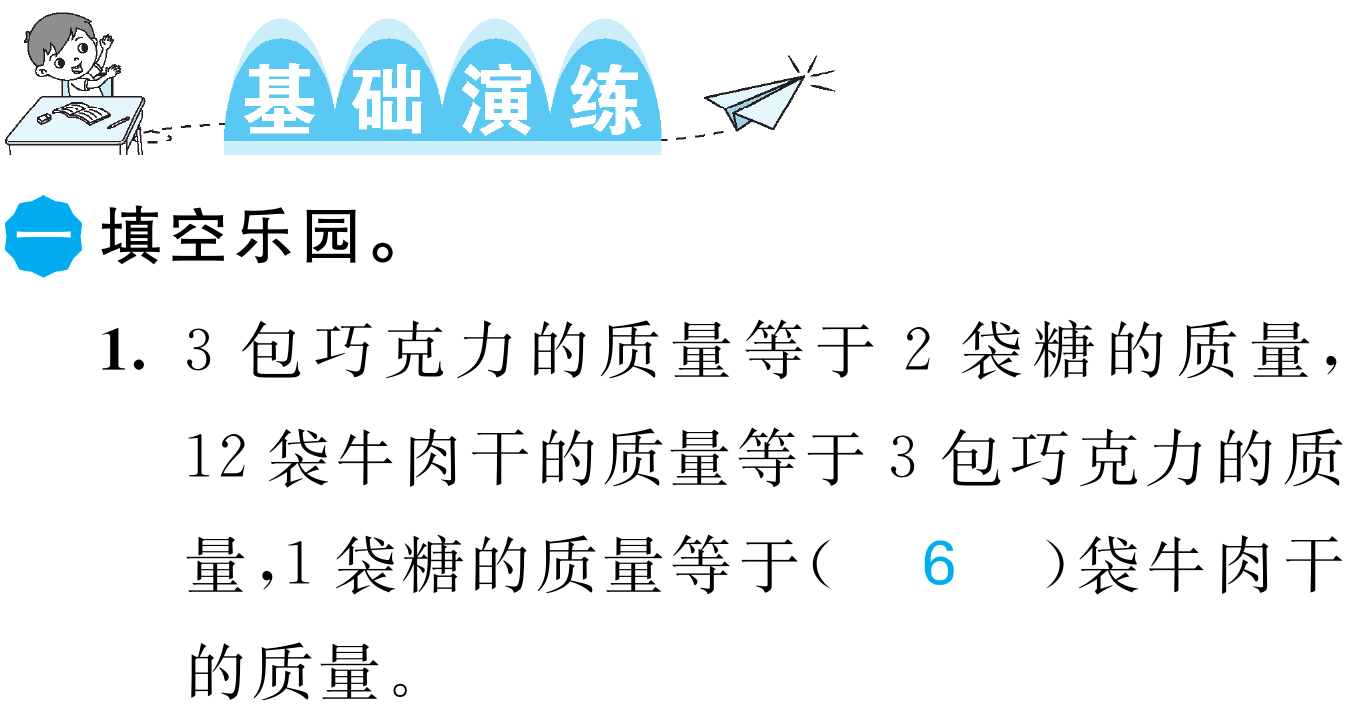 基础演练
一 填空乐园。
1. 3 包巧克力的质量等于 2 袋糖的质量,
12 袋牛肉干的质量等于 3 包巧克力的质
量,1 袋糖的质量等于( 6 )袋牛肉干
的质量。